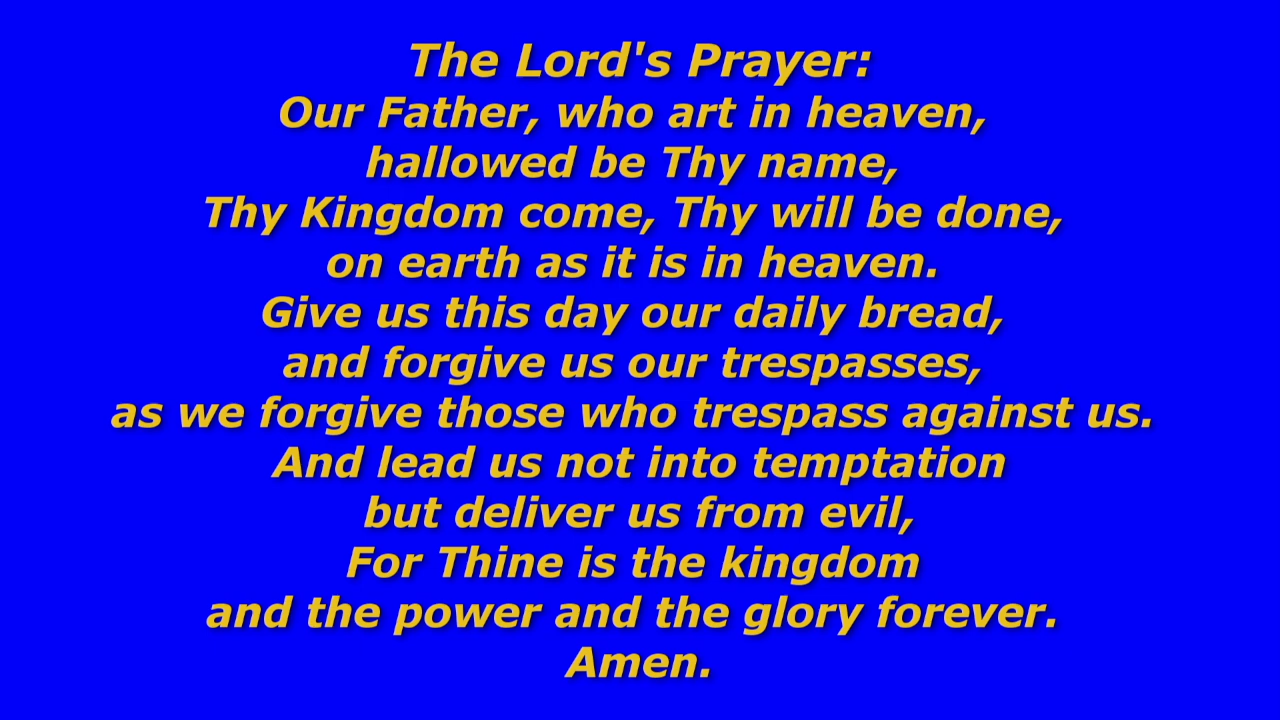 The Lord's Prayer:
Our Father, who art in heaven,
hallowed be Thy name,
Thy Kingdom come, Thy will be done,
on earth as it is in heaven.
Give us this day our daily bread,
and forgive us our trespasses,
as we forgive those who trespass against us.
And lead us not into temptation
but deliver us from evil,
For Thine is the kingdom
and the power and the glory forever.
Amen.